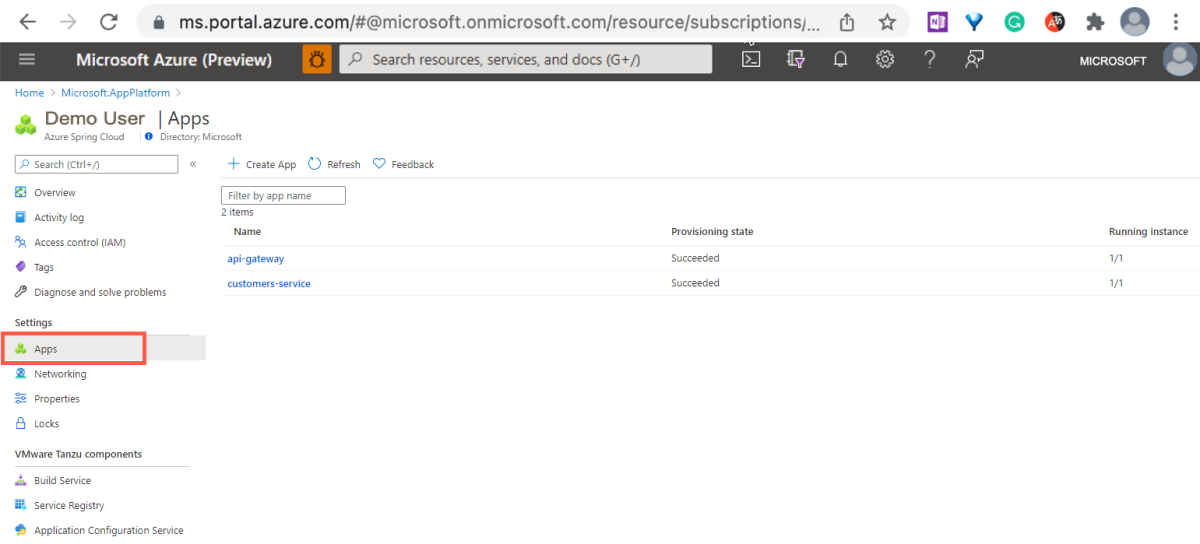 ms.portal.azure.com/#@microsoft.onmicrosoft.com/resource/subscriptions/...
Microsoft Azure (Preview) Search resources, services, and docs (G+/) MICROSOFT
Home > Microsoft.AppPlatform >
Demo User | Apps
Azure Spring Cloud Directory: Microsoft
Search (Ctrl+/) « Create App Refresh Feedback
Overview
Activity log
Access control (IAM)
Tags
Diagnose and solve problems
Settings
Apps
Networking
Properties
Locks
VMware Tanzu components
Build Service
Service Registry
Application Configuration Service
Filter by app name
2 items
Name Provisioning state Running instance
api-gateway Succeeded 1/1
customers-service Succeeded 1/1